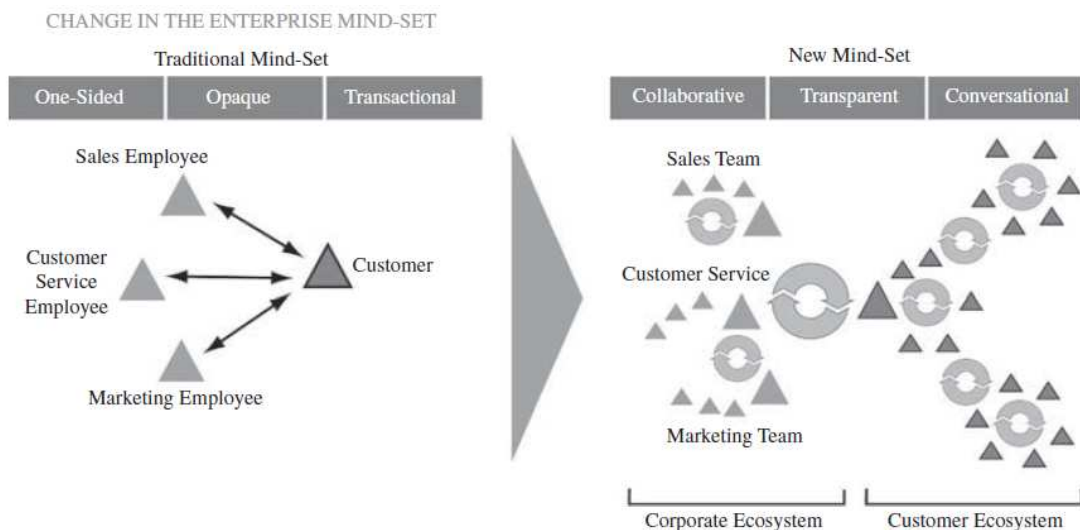 CHANGE IN THE ENTERPRISE MIND-SET
Traditional Mind-Set
One-Sided
Opaque
Transactional
Sales Employee
Customer
Service
Employee
Customer
Marketing Employee
New Mind-Set
Collaborative
Transparent
Conversational
Sales Team
Customer Service
Marketing Team
Corporate Ecosystem
Customer Ecosystem